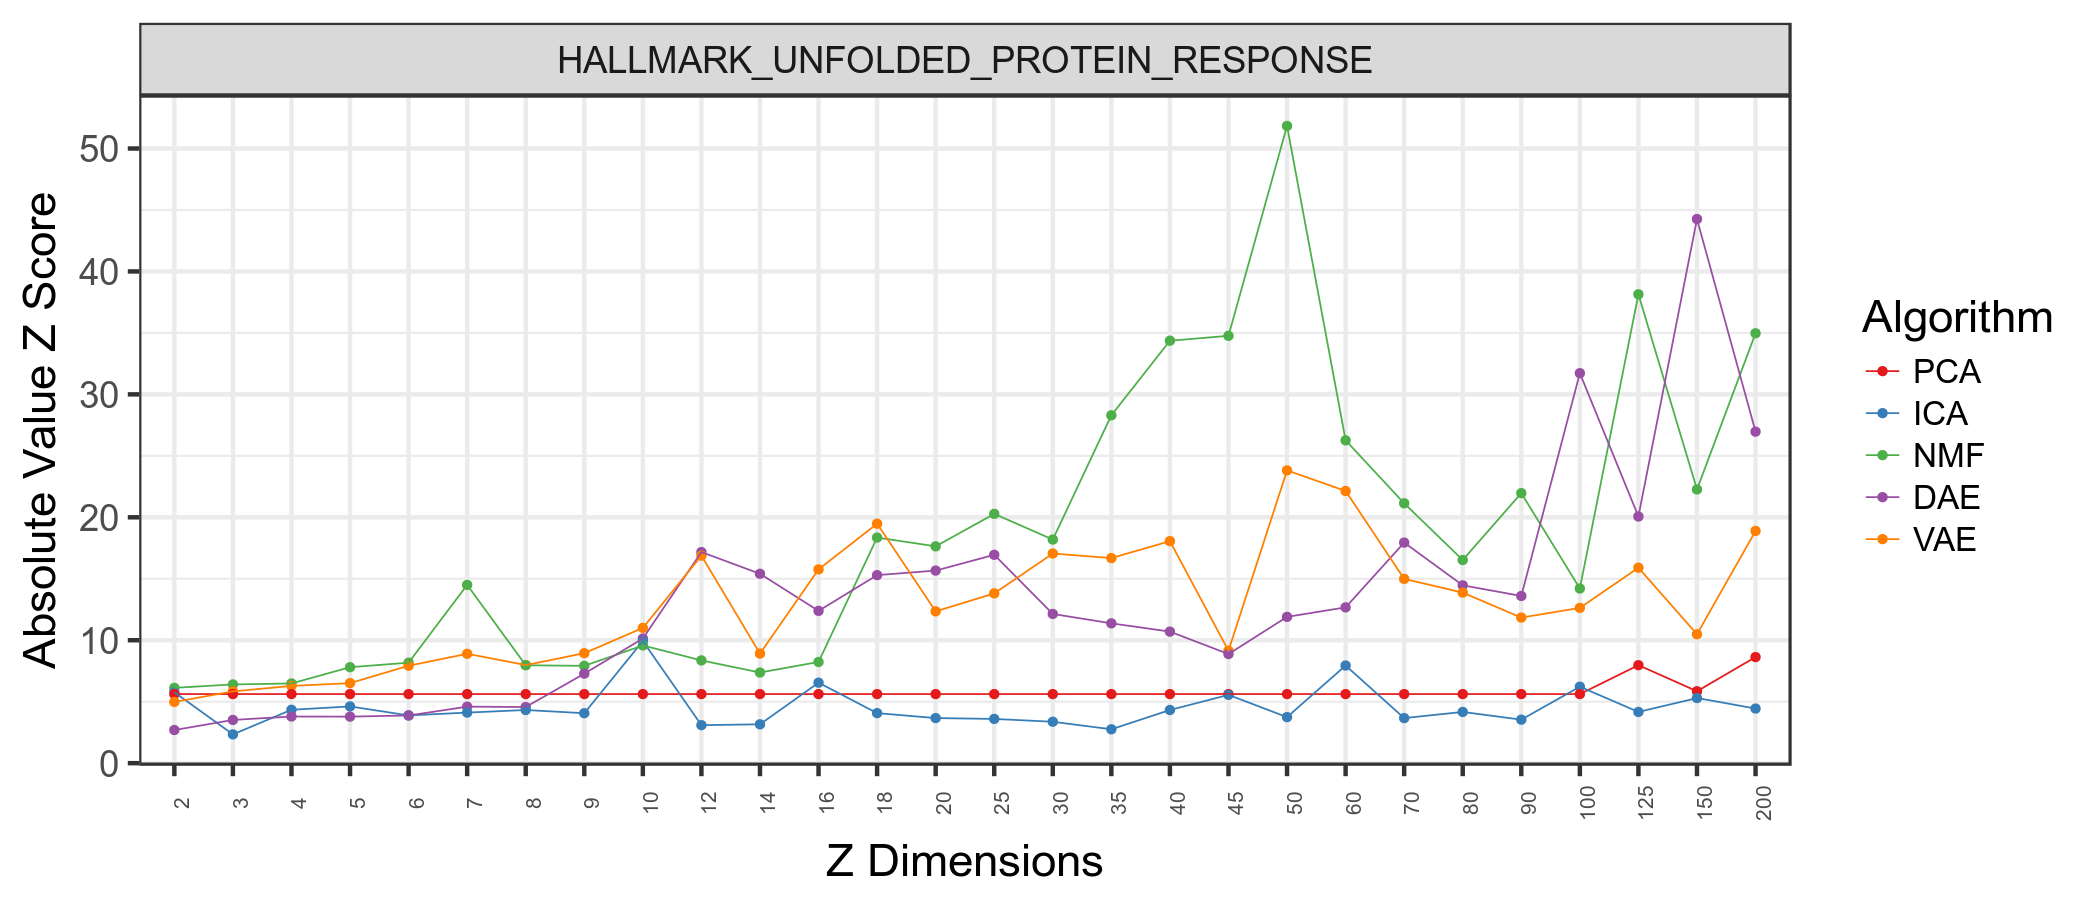 HALLMARK_UNFOLDED_PROTEIN_RESPONSE
Absolute Value Z Score
50
40
30
20
10
0
2 3 4 5 6 7 8 9 10 12 14 16 18 20 25 30 35 40 45 50 60 70 80 90 100 125 150 200
Z Dimensions
Algorithm
PCA
ICA
NMF
DAE
VAE